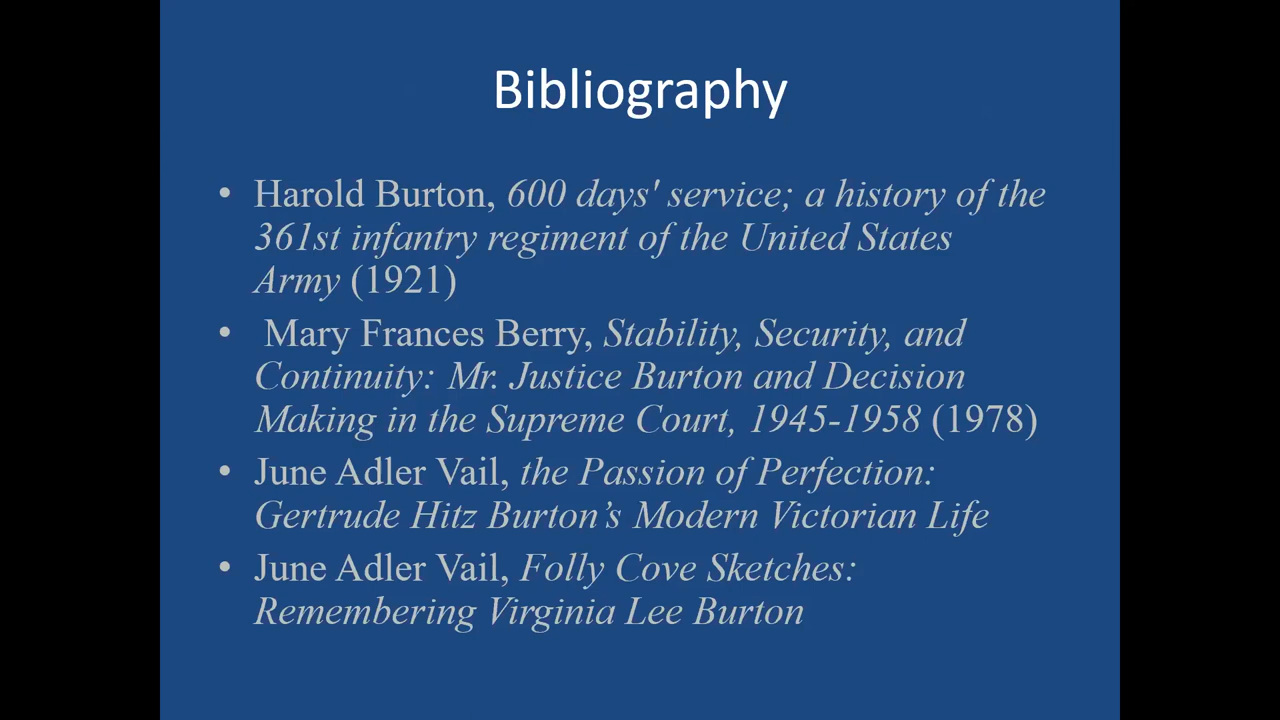 Bibliography
• Harold Burton, 600 days' service; a history of the
361st infantry regiment of the United States
Army (1921)
• Mary Frances Berry, Stability, Security, and
Continuity: Mr. Justice Burton and Decision
Making in the Supreme Court, 1945-1958 (1978)
• June Adler Vail, the Passion of Perfection:
Gertrude Hitz Burton’s Modern Victorian Life
• June Adler Vail, Folly Cove Sketches:
Remembering Virginia Lee Burton